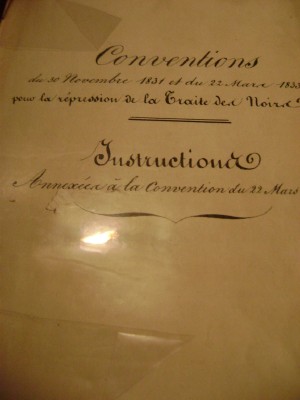 Conventions
du 30 Novembre 1831 et du 22 Mars 1833
pour la répression de la Traite des Noirs
Instructions
Annexées à la Convention du 22 Mars